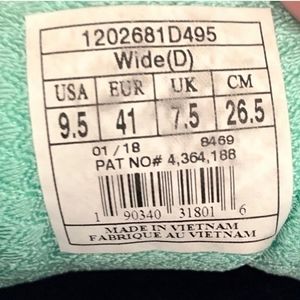 1202681D495
Wide(D)
USA EUR UK CM
9.5 41 7.5 26.5
01/18 8469
PAT NO# 4,364,188
1 90340 31801 6
MADE IN VIETNAM
FABRIQUE AU VIETNAM